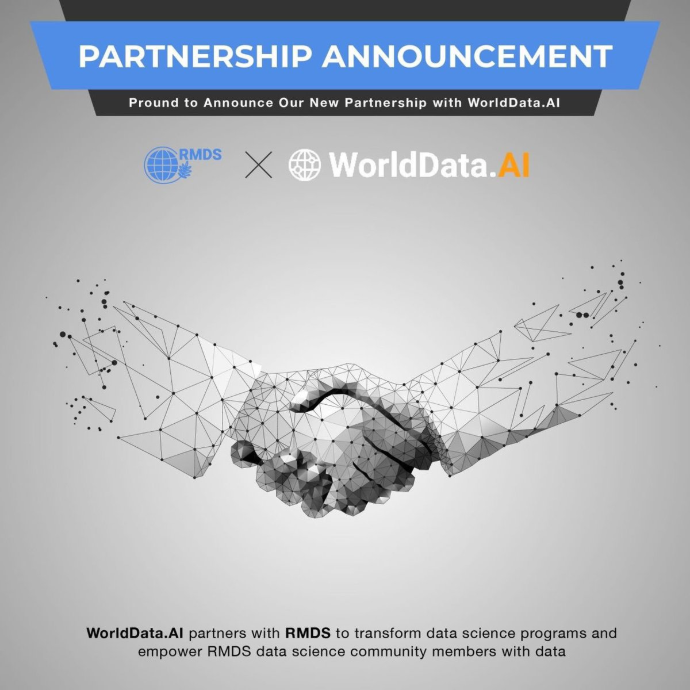 PARTNERSHIP ANNOUNCEMENT
Pround to Announce Our New Partnership with WorldData.AI
RMDS
WorldData.AI
WorldData.AI partners with RMDS to transform data science programs and
empower RMDS data science community members with data